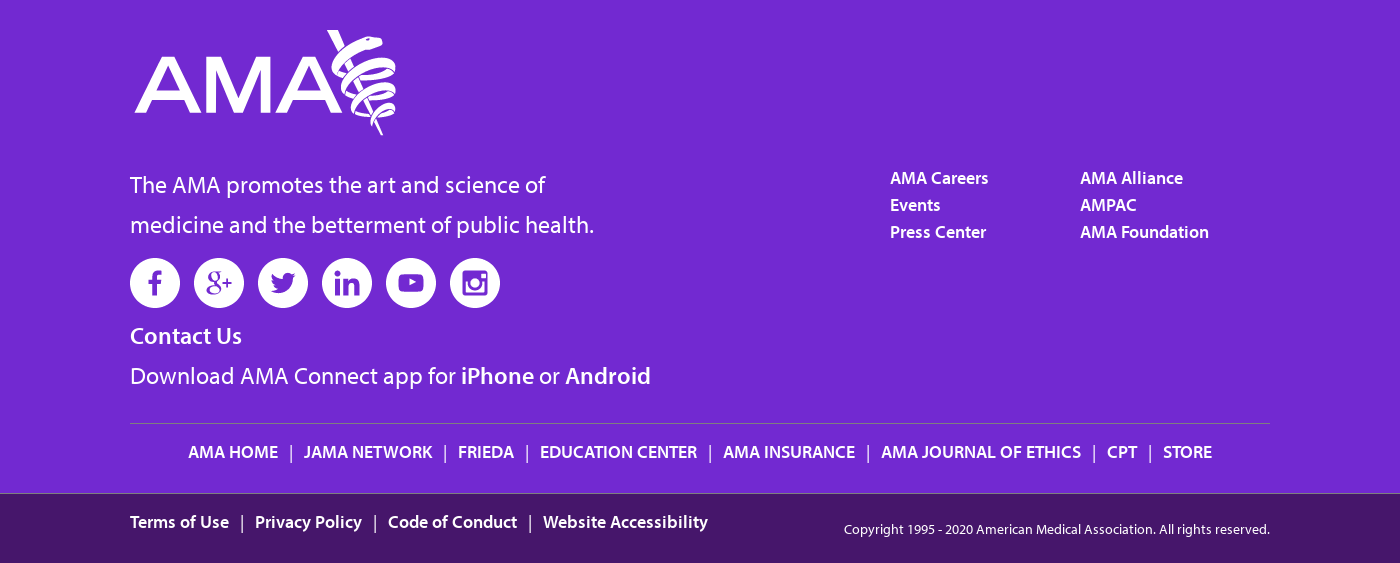 AMA
The AMA promotes the art and science of
medicine and the betterment of public health.
Contact Us
Download AMA Connect app for iPhone or Android
AMA Careers
Events
Press Center
AMA Alliance
AMPAC
AMA Foundation
AMA HOME | JAMA NETWORK | FRIEDA | EDUCATION CENTER | AMA INSURANCE | AMA JOURNAL OF ETHICS | CPT | STORE
Terms of Use | Privacy Policy | Code of Conduct | Website Accessibility
Copyright 1995 - 2020 American Medical Association. All rights reserved.